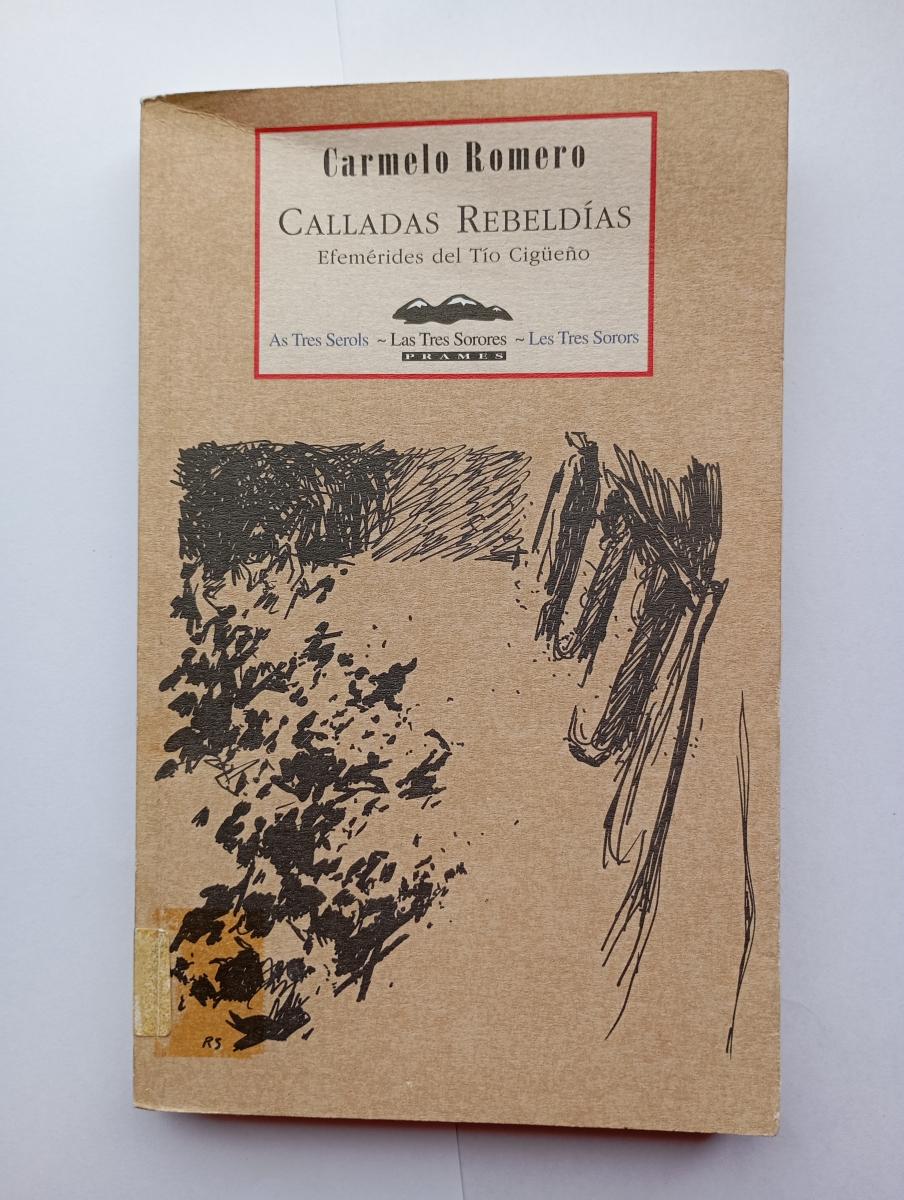 Carmelo Romero
CALLADAS REBELDÍAS
Efemérides del Tío Cigüeño
As Tres Serols ~ Las Tres Sorores ~ Les Tres Sorors
PRAMES
RS